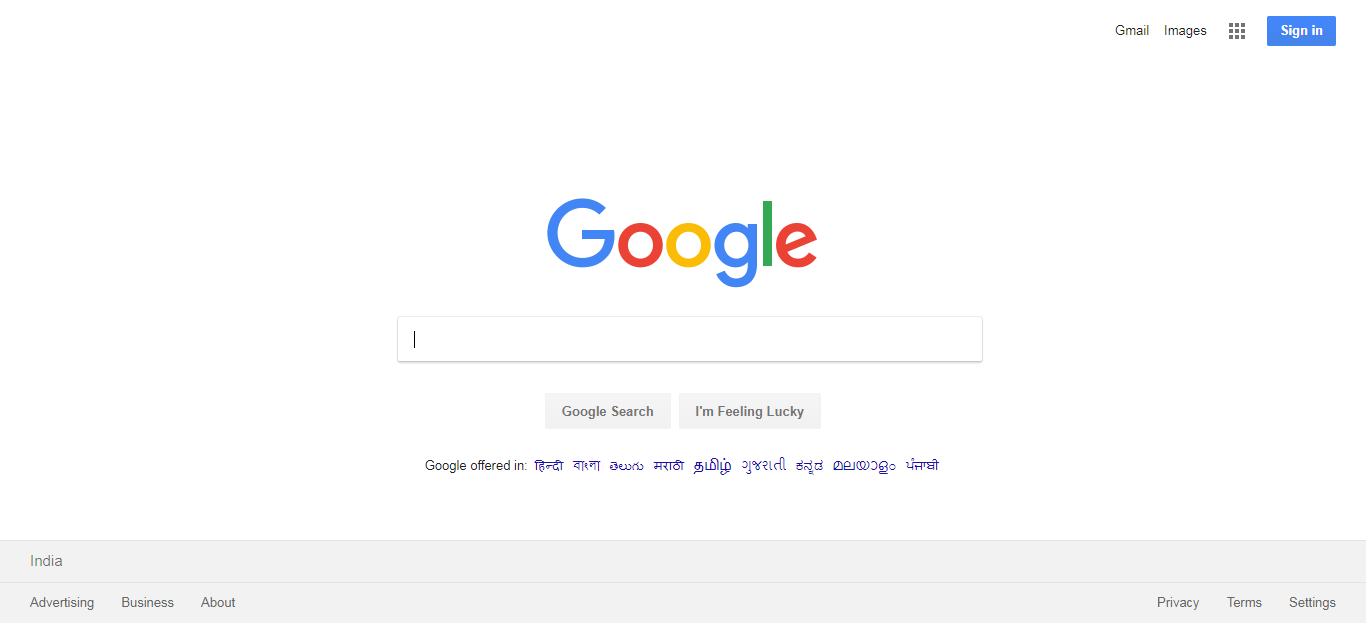 Gmail Images Sign in
Google
Google Search I'm Feeling Lucky
Google offered in: हिन्दी বাংলা తెలుగు मराठी தமிழ் ગુજરાતી ಕನ್ನಡ മലയാളം ਪੰਜਾਬੀ
India
Advertising Business About Privacy Terms Settings